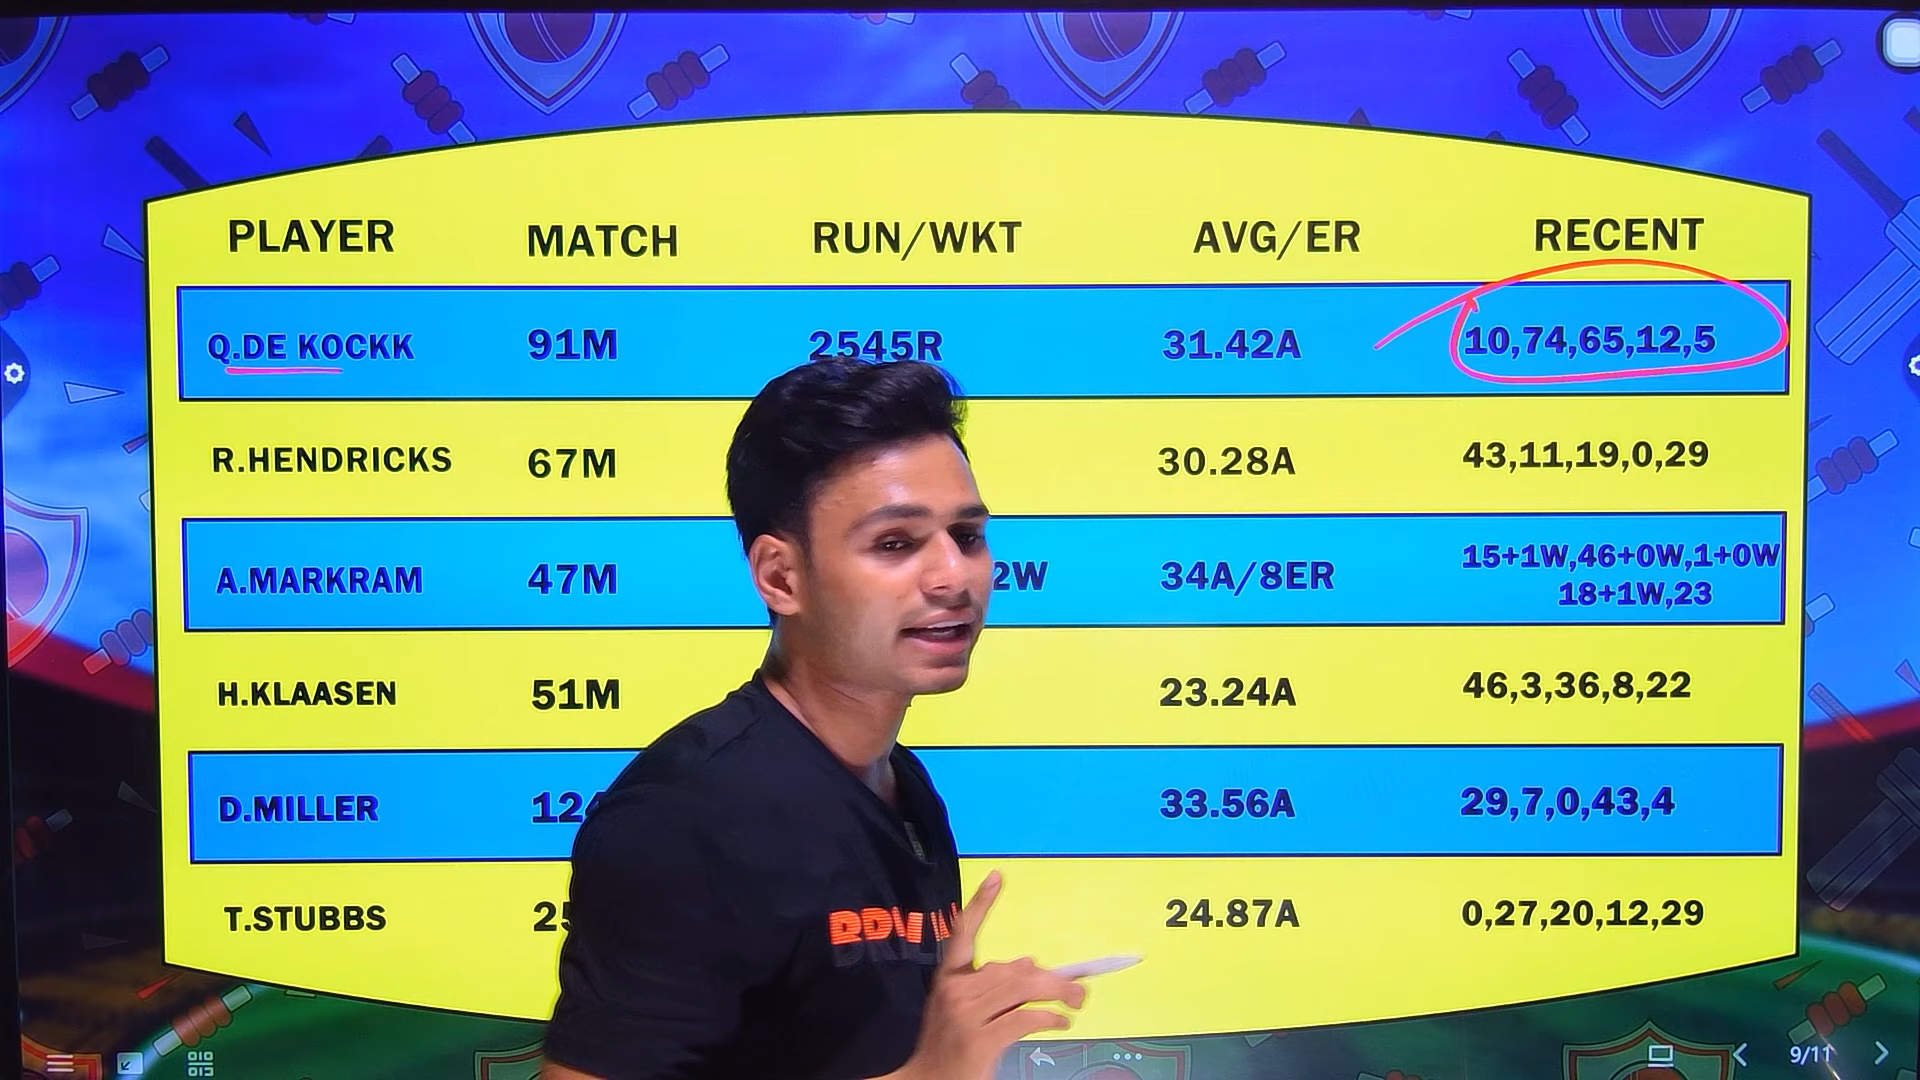 PLAYER MATCH RUN/WKT AVG/ER RECENT
Q.DE KOCKK 91M 2545R 31.42A 10,74,65,12,5
R.HENDRICKS 67M 30.28A 43,11,19,0,29
A.MARKRAM 47M 2W 34A/8ER 15+1W,46+0W,1+0W
18+1W,23
H.KLAASEN 51M 23.24A 46,3,36,8,22
D.MILLER 124 33.56A 29,7,0,43,4
T.STUBBS 25 24.87A 0,27,20,12,29
9/11